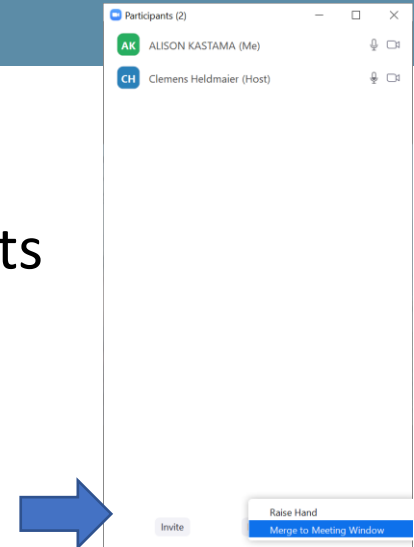 Participants (2)
AK ALISON KASTAMA (Me)
CH Clemens Heldmaier (Host)
ts
Raise Hand
Invite
Merge to Meeting Window